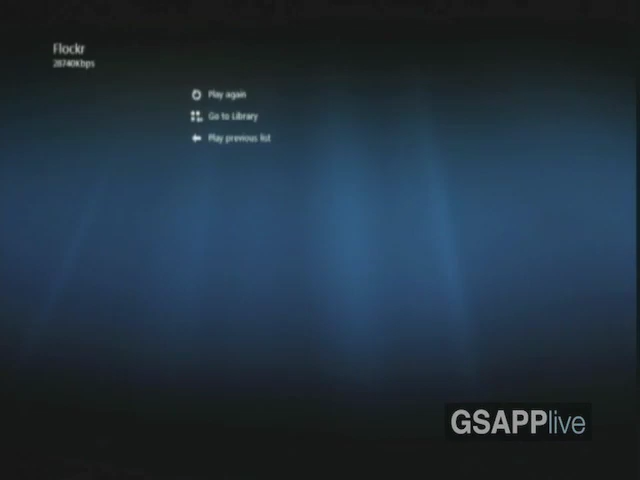 Flockr
28740Kbps
Play again
Go to Library
Play previous list
GSAPPlive